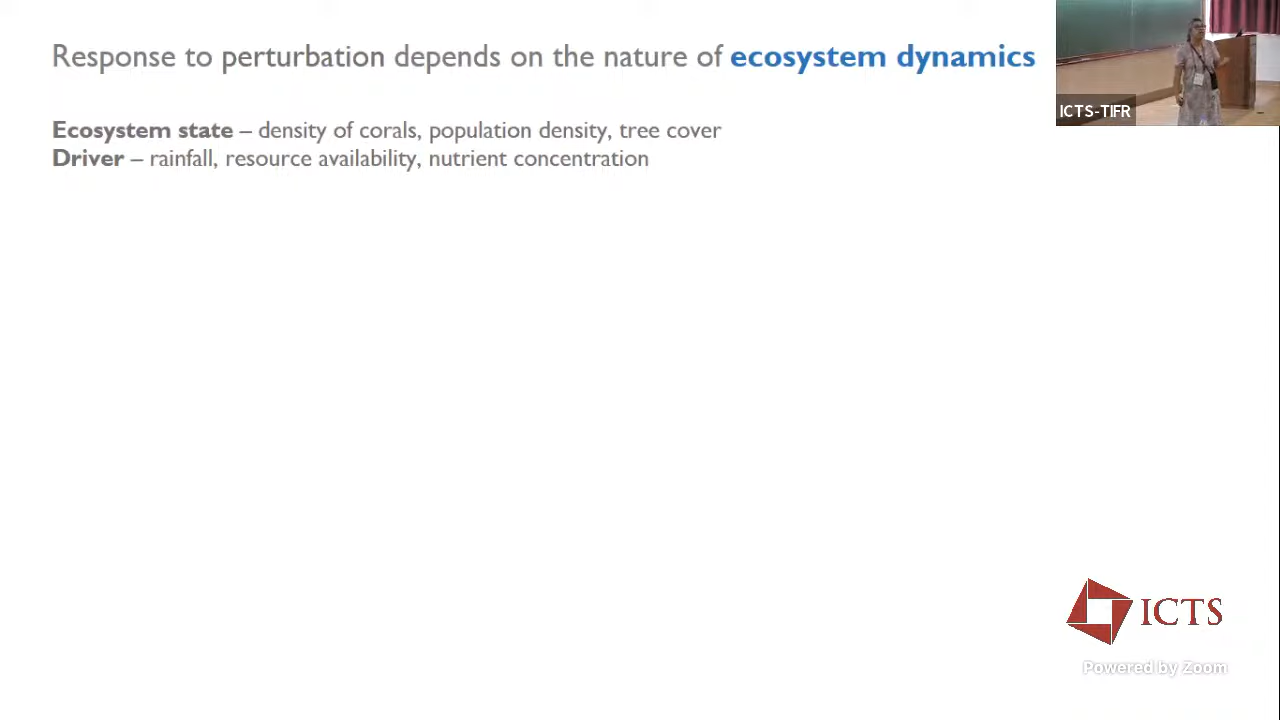 Response to perturbation depends on the nature of ecosystem dynamics
ICTS-TIFR
Ecosystem state – density of corals, population density, tree cover
Driver – rainfall, resource availability, nutrient concentration
ICTS
Powered by Zoom